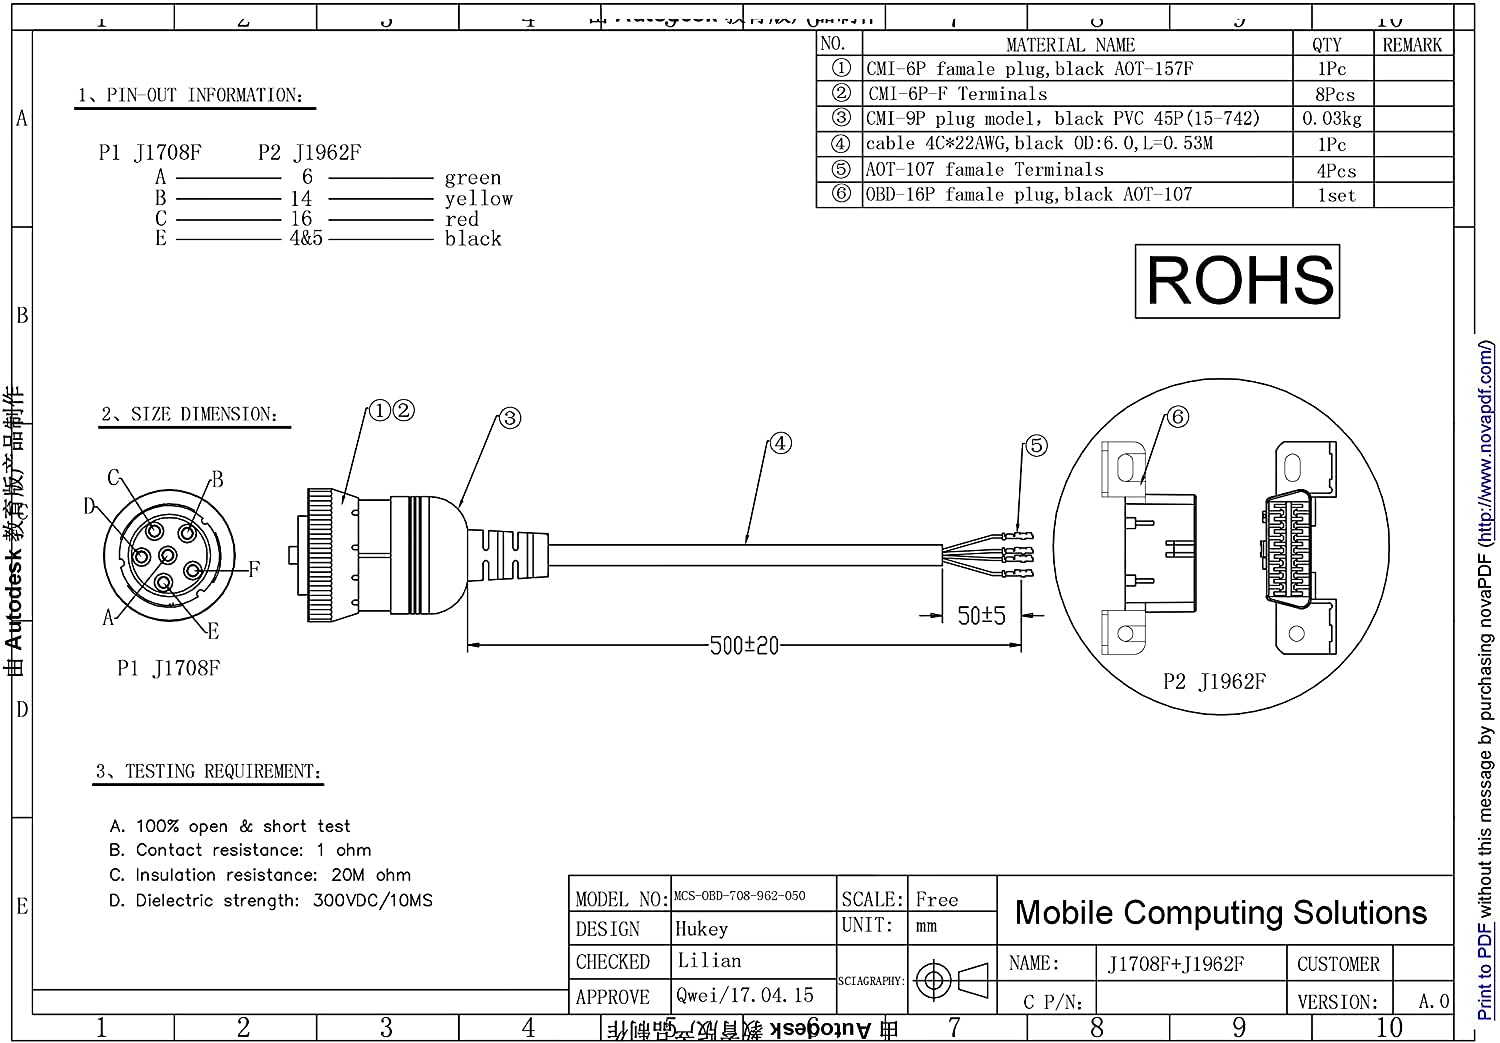 NO. MATERIAL NAME QTY REMARK
① CMI-6P famale plug,black AOT-157F 1Pc
② CMI-6P-F Terminals 8Pcs
③ CMI-9P plug model, black PVC 45P(15-742) 0.03kg
④ cable 4C*22AWG,black OD:6.0,L=0.53M 1Pc
⑤ AOT-107 famale Terminals 4Pcs
⑥ OBD-16P famale plug,black AOT-107 1set
1、PIN-OUT INFORMATION:
P1 J1708F P2 J1962F
A 6 green
B 14 yellow
C 16 red
E 4&5 black
ROHS
2、SIZE DIMENSION:
①② ③ ④ ⑤ ⑥
C B
D
F
A E
P1 J1708F
50±5
500±20
P2 J1962F
3、TESTING REQUIREMENT:
A. 100% open & short test
B. Contact resistance: 1 ohm
C. Insulation resistance: 20M ohm
D. Dielectric strength: 300VDC/10MS
MODEL NO: MCS-OBD-708-962-050 SCALE: Free
DESIGN Hukey UNIT: mm
CHECKED Lilian
APPROVE Qwei/17.04.15 SCIAGRAPHY:
Mobile Computing Solutions
NAME: J1708F+J1962F CUSTOMER
C P/N: VERSION: A.0
A
B
D
E
1 2 3 4 5 6 7 8 9 10
由 Autodesk 教育版产品制作
由 Autodesk 教育版产品制作
由 Autodesk 教育版产品制作
Print to PDF without this message by purchasing novaPDF (http://www.novapdf.com/)